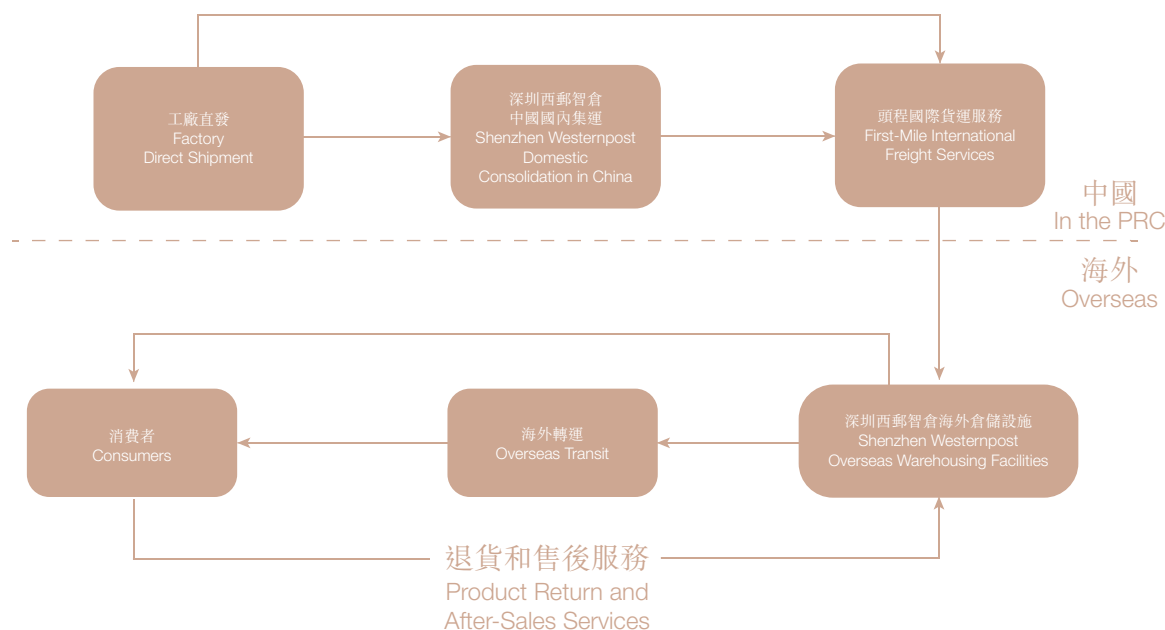 工廠直發
Factory
Direct Shipment
深圳西郵智倉
中國國內集運
Shenzhen Westernpost
Domestic
Consolidation in China
頭程國際貨運服務
First-Mile International
Freight Services
中國
In the PRC
海外
Overseas
消費者
Consumers
海外轉運
Overseas Transit
深圳西郵智倉海外倉儲設施
Shenzhen Westernpost
Overseas Warehousing Facilities
退貨和售後服務
Product Return and
After-Sales Services